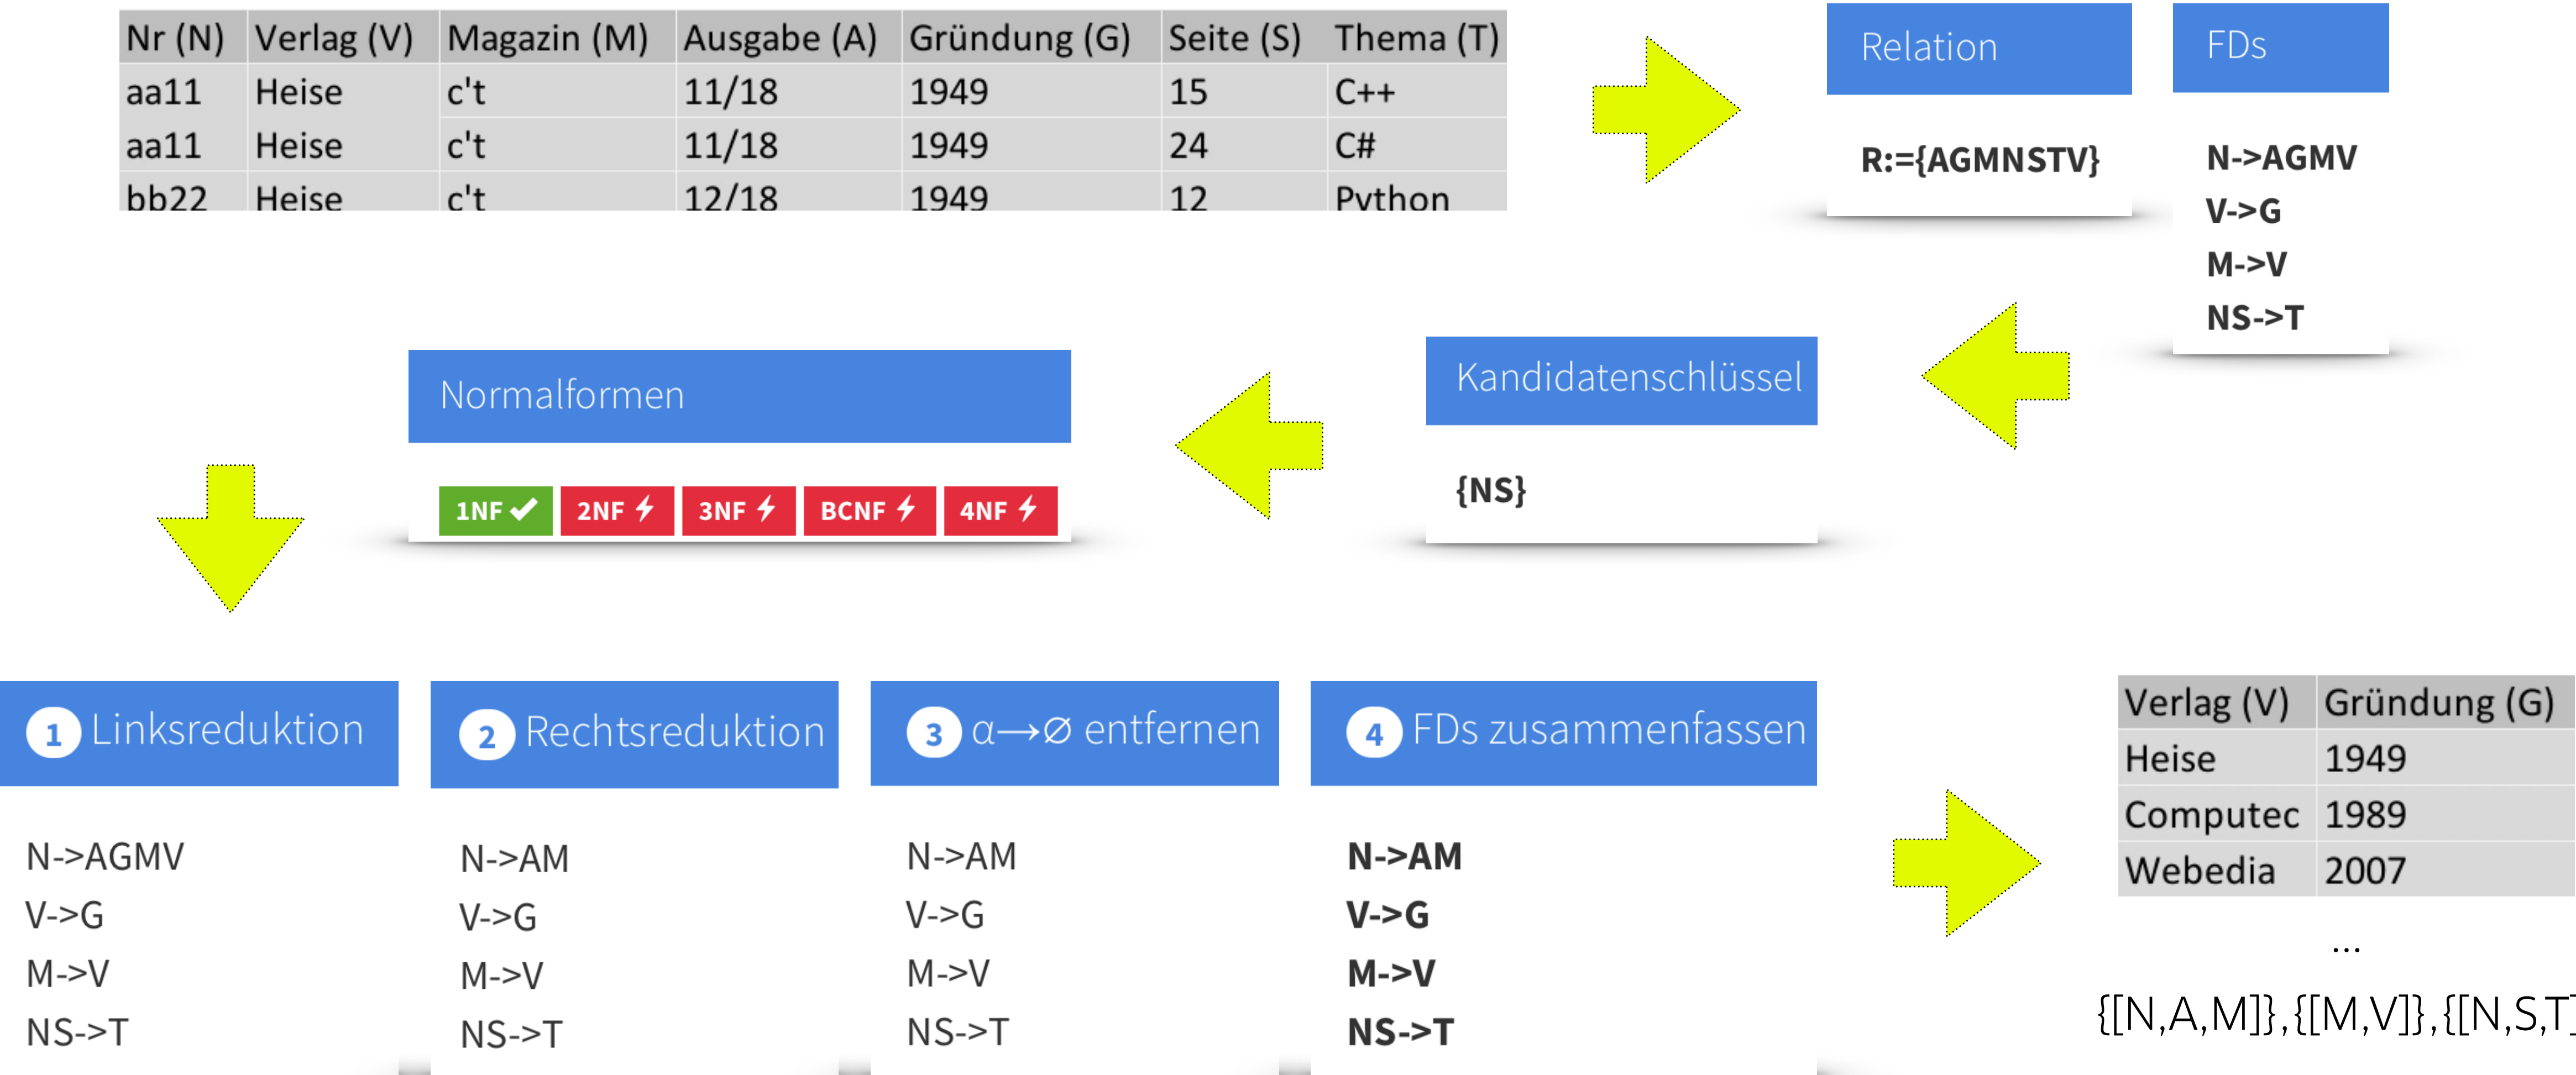 Nr (N) Verlag (V) Magazin (M) Ausgabe (A) Gründung (G) Seite (S) Thema (T)
aa11 Heise c't 11/18 1949 15 C++
aa11 Heise c't 11/18 1949 24 C#
bb22 Heise c't 12/18 1949 12 Python
Relation
R:={AGMNSTV}
FDs
N->AGMV
V->G
M->V
NS->T
Kandidatenschlüssel
{NS}
Normalformen
1NF ✔ 2NF ⚡ 3NF ⚡ BCNF ⚡ 4NF ⚡
1 Linksreduktion
N->AGMV
V->G
M->V
NS->T
2 Rechtsreduktion
N->AM
V->G
M->V
NS->T
3 α→∅ entfernen
N->AM
V->G
M->V
NS->T
4 FDs zusammenfassen
N->AM
V->G
M->V
NS->T
Verlag (V) Gründung (G)
Heise 1949
Computec 1989
Webedia 2007
...
{[N,A,M]},{[M,V]},{[N,S,T]